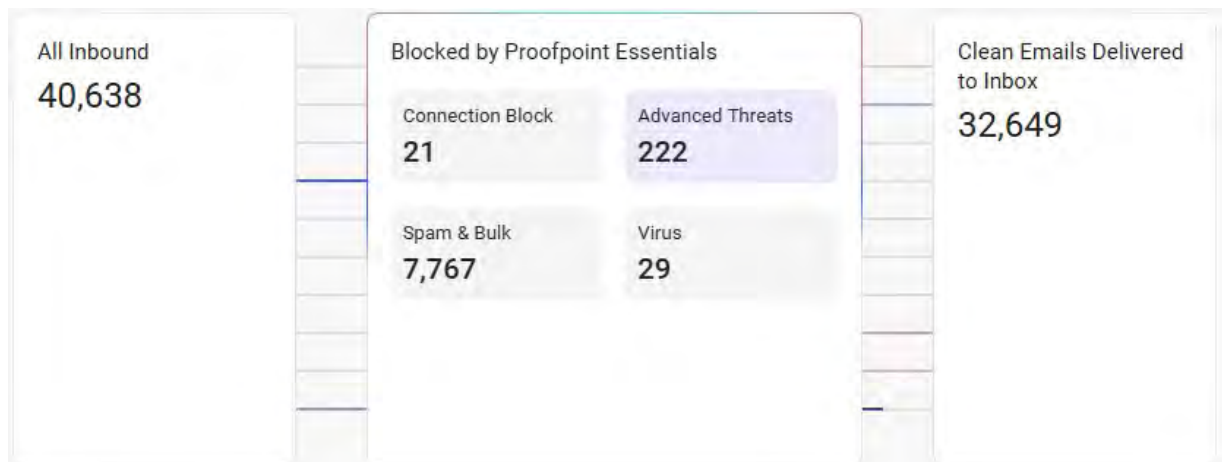 All Inbound
40,638
Blocked by Proofpoint Essentials
Connection Block
21
Advanced Threats
222
Spam & Bulk
7,767
Virus
29
Clean Emails Delivered
to Inbox
32,649